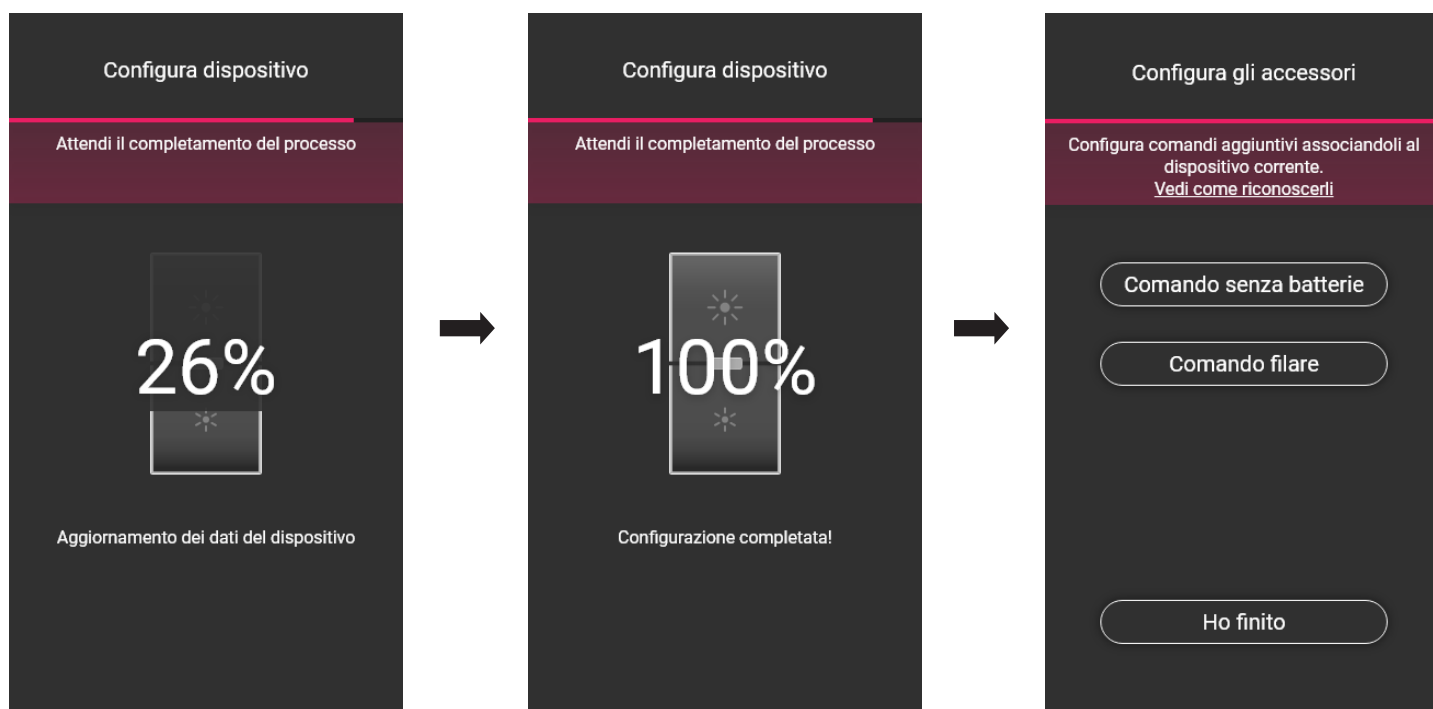 Configura dispositivo
Attendi il completamento del processo
26%
Aggiornamento dei dati del dispositivo
Configura dispositivo
Attendi il completamento del processo
100%
Configurazione completata!
Configura gli accessori
Configura comandi aggiuntivi associandoli al
dispositivo corrente.
Vedi come riconoscerli
Comando senza batterie
Comando filare
Ho finito